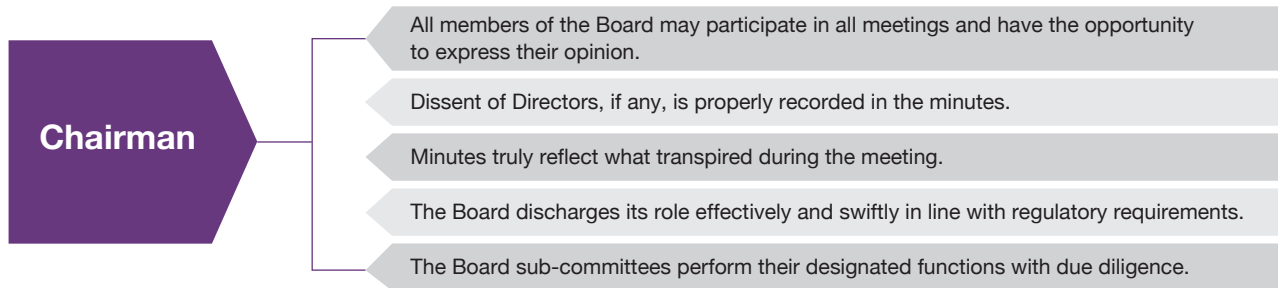 Chairman
All members of the Board may participate in all meetings and have the opportunity
to express their opinion.
Dissent of Directors, if any, is properly recorded in the minutes.
Minutes truly reflect what transpired during the meeting.
The Board discharges its role effectively and swiftly in line with regulatory requirements.
The Board sub-committees perform their designated functions with due diligence.